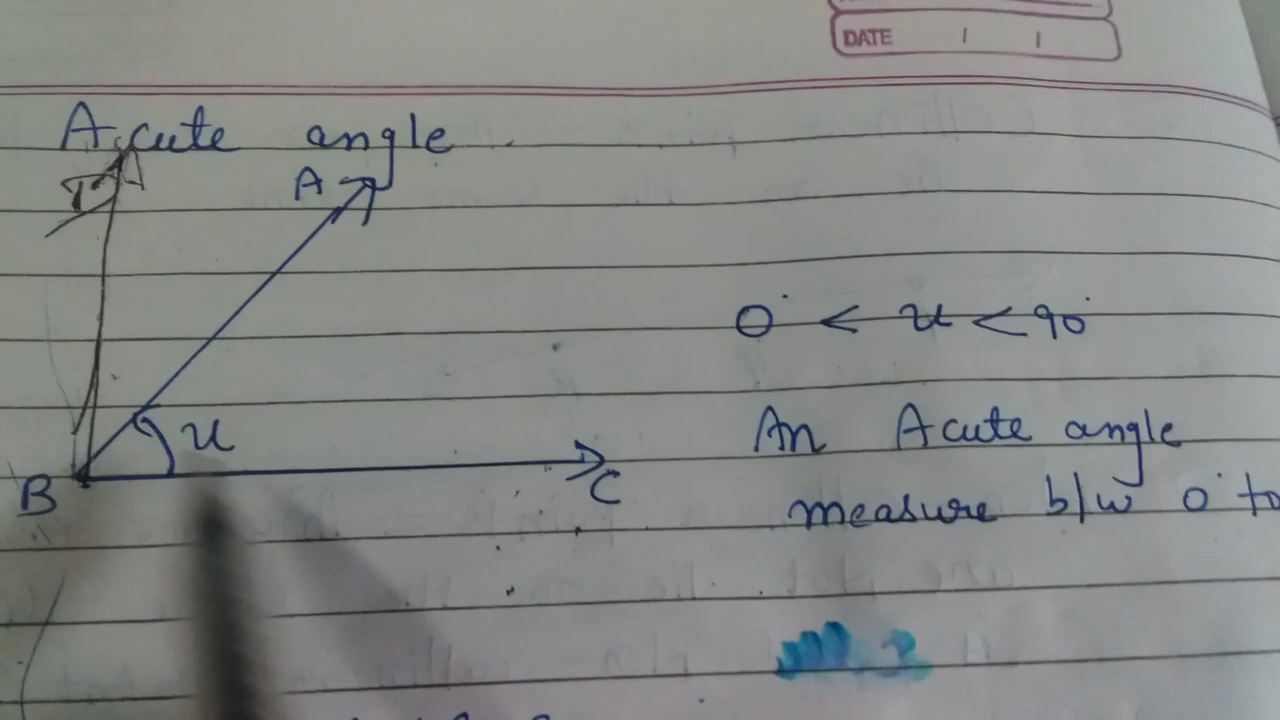 DATE / /
Acute angle
A
0° < x < 90°
x
An Acute angle
B
C
measure b/w 0° to